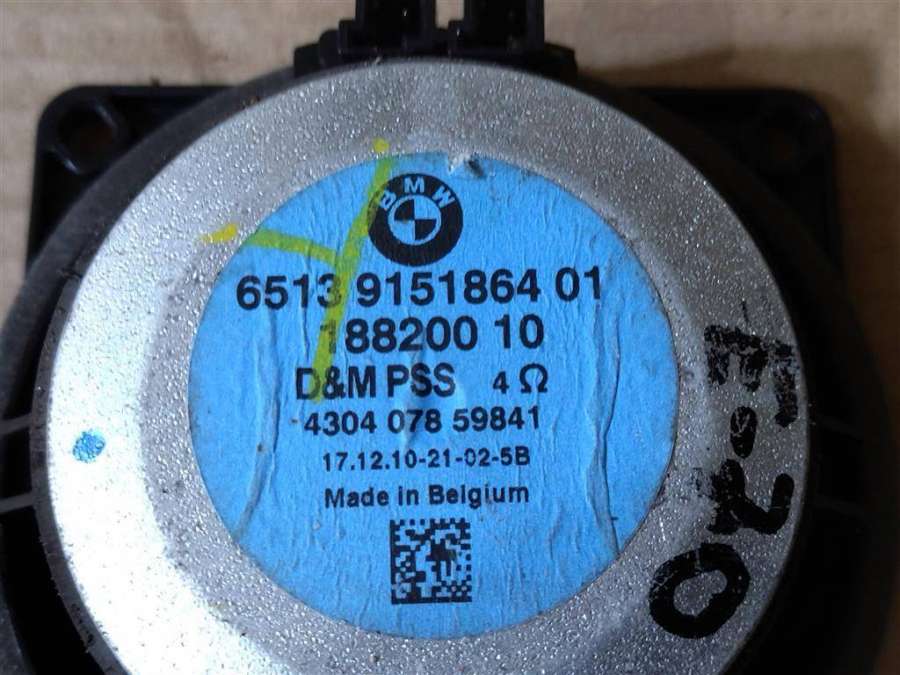 BMW
6513 9151864 01
188200 10
D&M PSS 4 Ω
4304 078 59841
17.12.10-21-02-5B
Made in Belgium
E-70